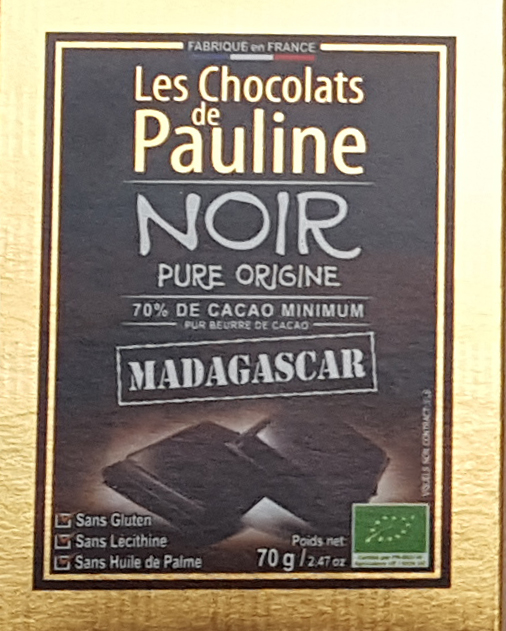 FABRIQUÉ en FRANCE
Les Chocolats
de
Pauline
NOIR
PURE ORIGINE
70% DE CACAO MINIMUM
PUR BEURRE DE CACAO
MADAGASCAR
Sans Gluten
Sans Lécithine
Sans Huile de Palme
Poids net:
70 g / 2.47 oz